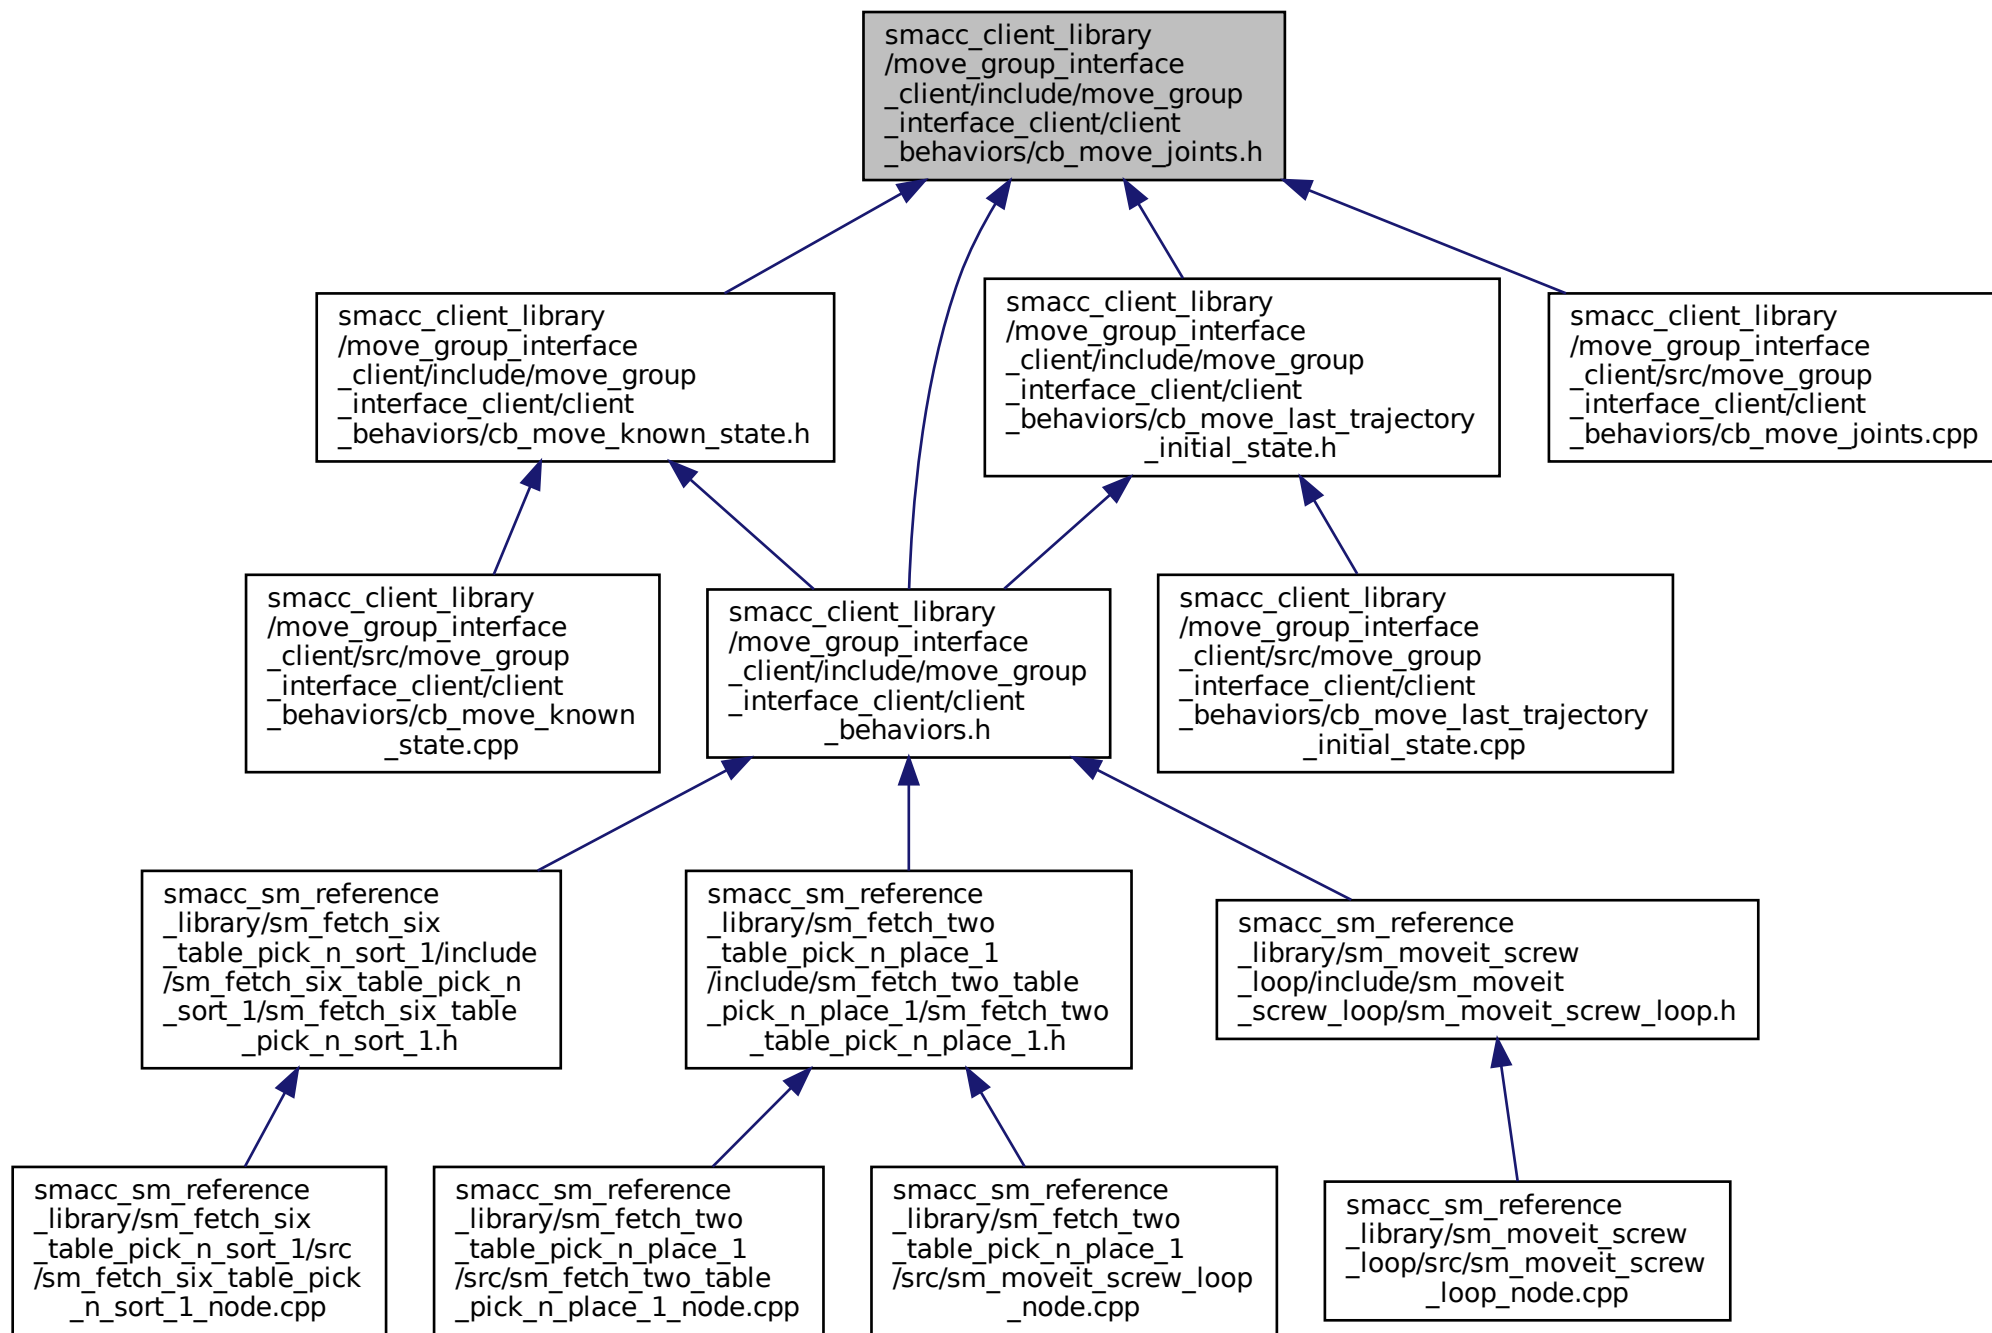 smacc_client_library
/move_group_interface
_client/include/move_group
_interface_client/client
_behaviors/cb_move_joints.h
smacc_client_library
/move_group_interface
_client/include/move_group
_interface_client/client
_behaviors/cb_move_known_state.h
smacc_client_library
/move_group_interface
_client/include/move_group
_interface_client/client
_behaviors/cb_move_last_trajectory
_initial_state.h
smacc_client_library
/move_group_interface
_client/src/move_group
_interface_client/client
_behaviors/cb_move_joints.cpp
smacc_client_library
/move_group_interface
_client/src/move_group
_interface_client/client
_behaviors/cb_move_known
_state.cpp
smacc_client_library
/move_group_interface
_client/include/move_group
_interface_client/client
_behaviors.h
smacc_client_library
/move_group_interface
_client/src/move_group
_interface_client/client
_behaviors/cb_move_last_trajectory
_initial_state.cpp
smacc_sm_reference
_library/sm_fetch_six
_table_pick_n_sort_1/include
/sm_fetch_six_table_pick_n
_sort_1/sm_fetch_six_table
_pick_n_sort_1.h
smacc_sm_reference
_library/sm_fetch_two
_table_pick_n_place_1
/include/sm_fetch_two_table
_pick_n_place_1/sm_fetch_two
_table_pick_n_place_1.h
smacc_sm_reference
_library/sm_moveit_screw
_loop/include/sm_moveit
_screw_loop/sm_moveit_screw_loop.h
smacc_sm_reference
_library/sm_fetch_six
_table_pick_n_sort_1/src
/sm_fetch_six_table_pick
_n_sort_1_node.cpp
smacc_sm_reference
_library/sm_fetch_two
_table_pick_n_place_1
/src/sm_fetch_two_table
_pick_n_place_1_node.cpp
smacc_sm_reference
_library/sm_fetch_two
_table_pick_n_place_1
/src/sm_moveit_screw_loop
_node.cpp
smacc_sm_reference
_library/sm_moveit_screw
_loop/src/sm_moveit_screw
_loop_node.cpp